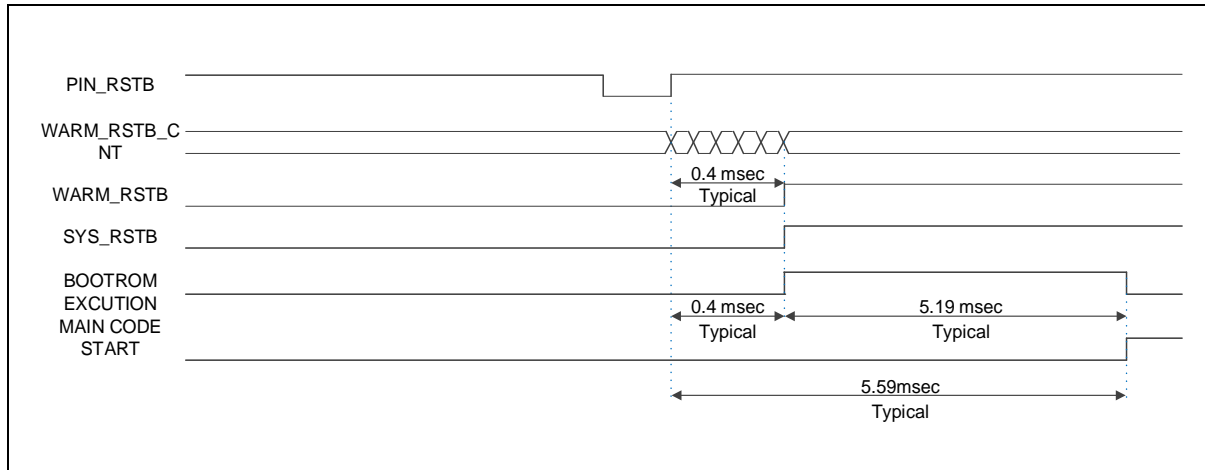 PIN_RSTB
WARM_RSTB_C
NT
0.4 msec
Typical
WARM_RSTB
SYS_RSTB
BOOTROM
EXCUTION
0.4 msec
5.19 msec
Typical
Typical
MAIN CODE
START
5.59msec
Typical